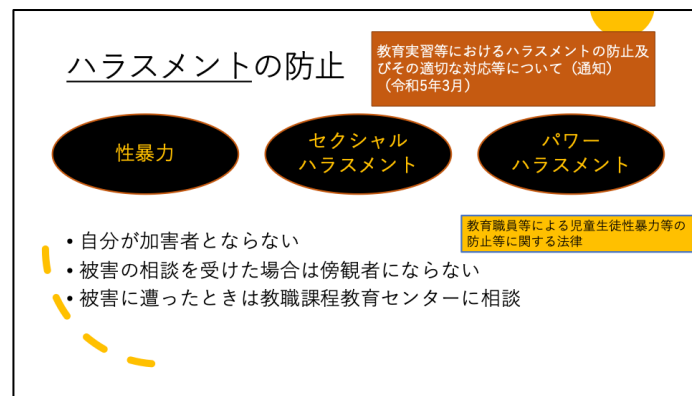 ハラスメントの防止
教育実習等におけるハラスメントの防止及
びその適切な対応等について（通知）
（令和5年3月）
性暴力
セクシャル
ハラスメント
パワー
ハラスメント
教育職員等による児童生徒性暴力等の
防止等に関する法律
• 自分が加害者とならない
• 被害の相談を受けた場合は傍観者にならない
• 被害に遭ったときは教職課程教育センターに相談